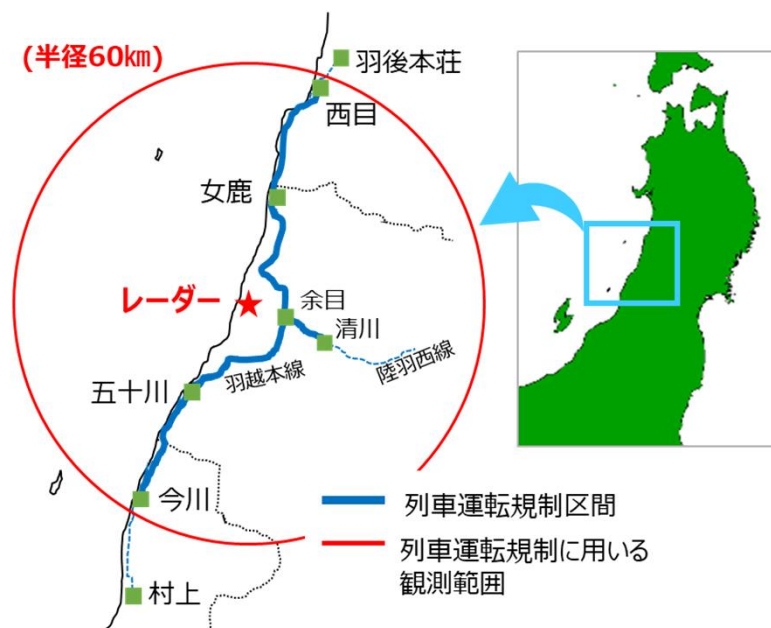 (半径60㎞)
羽後本荘
西目
女鹿
レーダー
余目
清川
陸羽西線
羽越本線
五十川
今川
村上
列車運転規制区間
列車運転規制に用いる
観測範囲